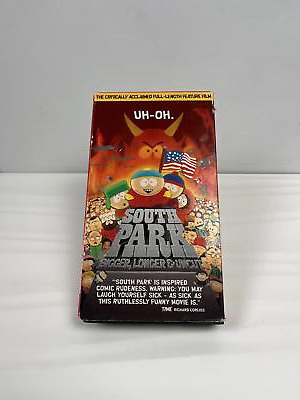 THE CRITICALLY ACCLAIMED FULL-LENGTH FEATURE FILM
UH-OH.
SOUTH
PARK
BIGGER, LONGER & UNCUT
"'SOUTH PARK' IS INSPIRED
COMIC RUDENESS. WARNING: YOU MAY
LAUGH YOURSELF SICK - AS SICK AS
THIS RUTHLESSLY FUNNY MOVIE IS."
TIME RICHARD CORLISS